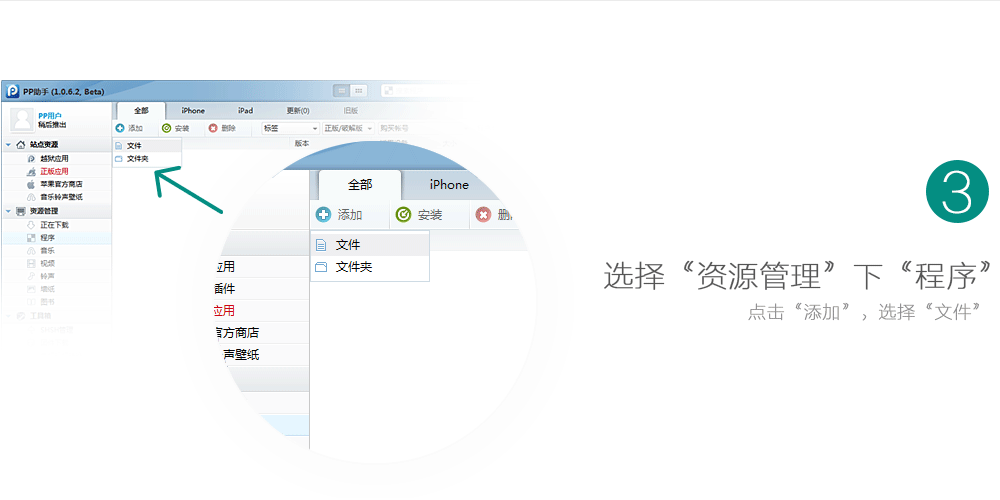 PP助手 (1.0.6.2, Beta)
PP用户
稍后推出
全部 iPhone iPad 更新(0) 旧版
添加 安装 删除 标签 正版/破解版 购买帐号
版本
文件
文件夹
站点资源
越狱应用
正版应用
苹果官方商店
音乐铃声壁纸
资源管理
正在下载
程序
音乐
视频
铃声
墙纸
图书
工具箱
全部 iPhone
添加 安装 删
文件
文件夹
应用
插件
应用
官方商店
声壁纸
3
选择“资源管理”下“程序”
点击“添加”，选择“文件”